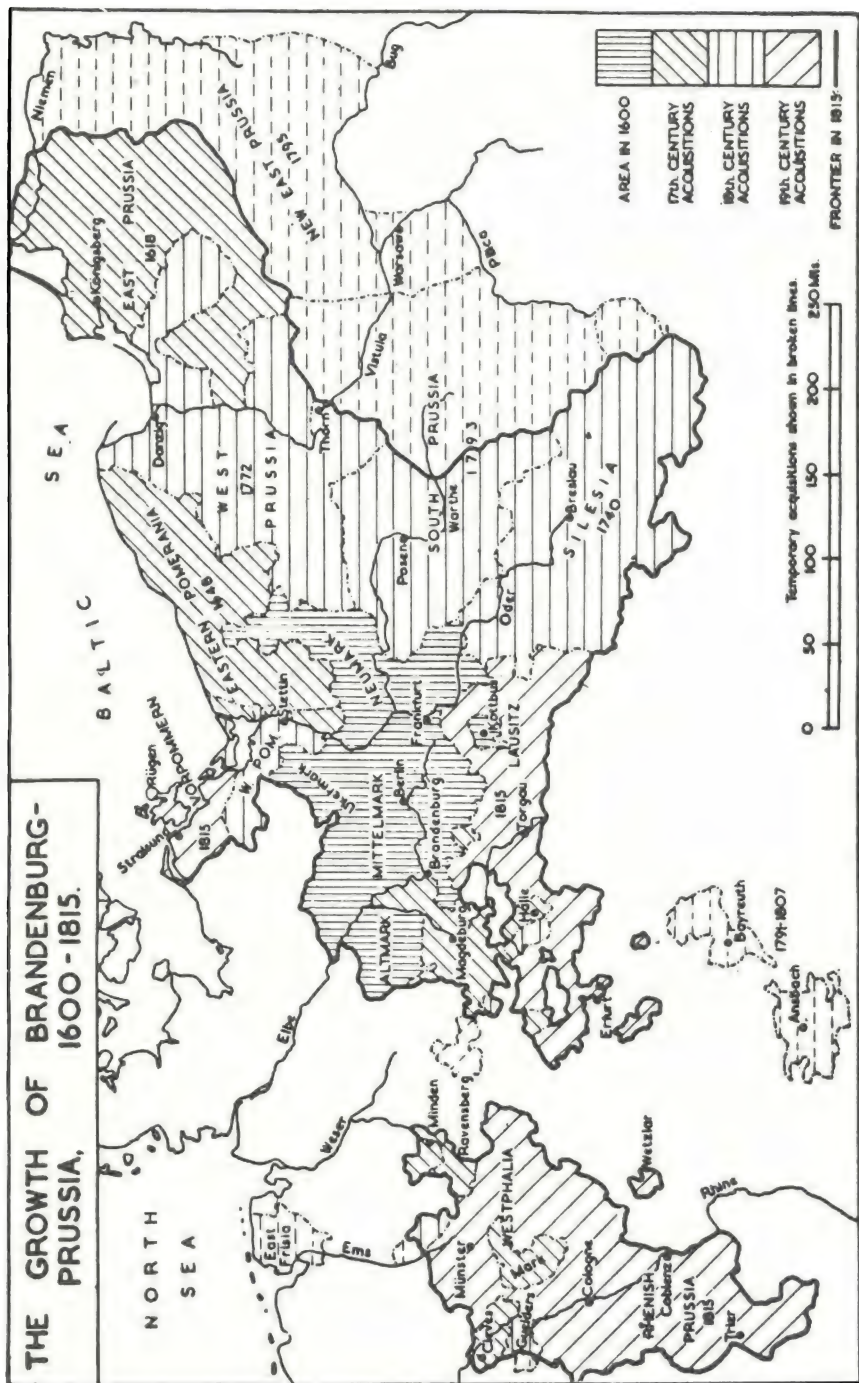 THE GROWTH OF BRANDENBURG-
PRUSSIA, 1600-1815.
NORTH
SEA
BALTIC
SEA
East
Frisia
Ems
Weser
Elbe
Minden
Ravensberg
Münster
WESTPHALIA
Mark
Cleves
Guelders
Cologne
RHENISH
Coblenz
PRUSSIA
1815
Trier
Rhine
Wetzlar
Stralsund
Rügen
VORPOMMERN
1815
W.
POM
Stettin
Ukermark
ALTMARK
MITTELMARK
Berlin
Brandenburg
Magdeburg
Halle
Erfurt
Torgau
1815
LAUSITZ
Kottbus
Frankfurt
NEUMARK
EASTERN POMERANIA
1648
Ansbach
Bayreuth
1791-1807
Danzig
WEST
1772
PRUSSIA
Thorn
Posen
SOUTH
PRUSSIA
1793
Warthe
Oder
SILESIA
1740
Breslau
Königsberg
EAST PRUSSIA
1618
Niemen
NEW EAST PRUSSIA
1795
Bug
Warsaw
Vistula
Temporary acquisitions shown in broken lines.
0 50 100 150 200 250 Mls.
AREA IN 1600
17th. CENTURY
ACQUISITIONS
18th CENTURY
ACQUISITIONS
19th. CENTURY
ACQUISITIONS
FRONTIER IN 1815